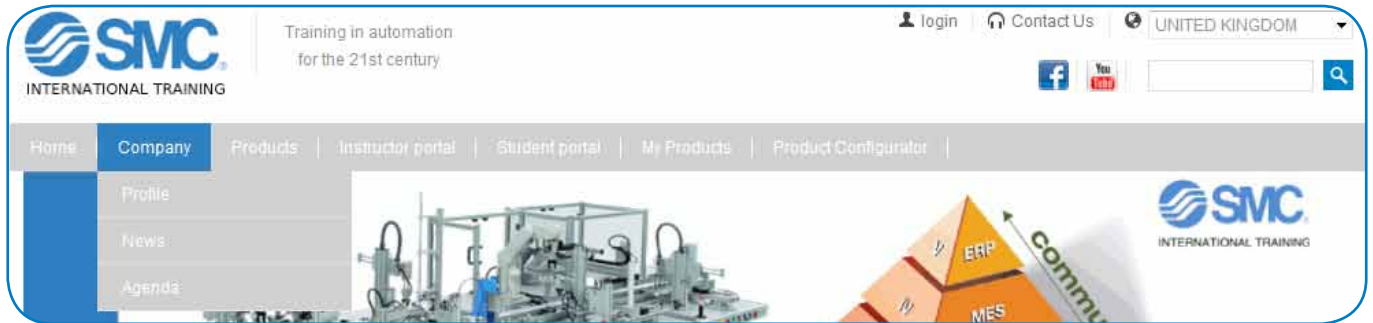 login
Contact Us
UNITED KINGDOM
SMC
INTERNATIONAL TRAINING
Training in automation
for the 21st century
You
Tube
Home
Company
Products
Instructor portal
Student portal
My Products
Product Configurator
Profile
News
Agenda
SMC
INTERNATIONAL TRAINING
V
ERP
IV
MES
commu